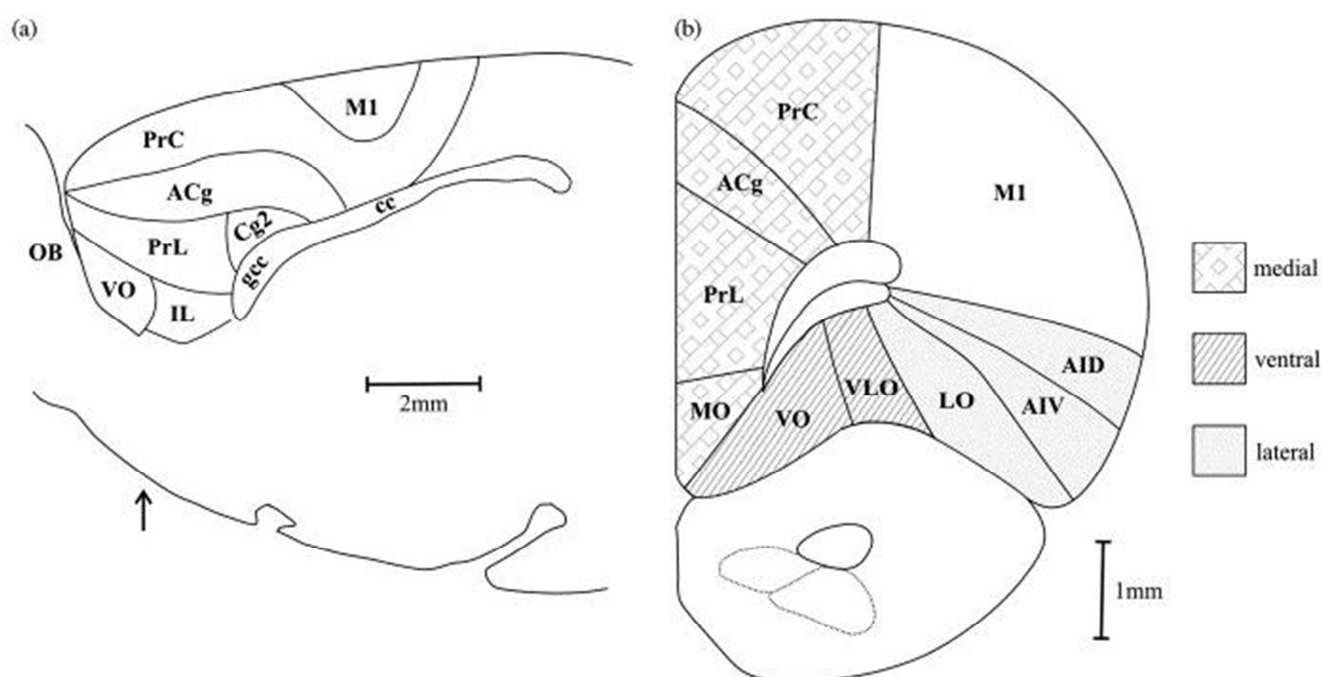 (a)
M1
PrC
ACg
Cg2
cc
OB
PrL
gcc
VO
IL
2mm
(b)
PrC
M1
ACg
PrL
MO
VO
VLO
LO
AIV
AID
medial
ventral
lateral
1mm